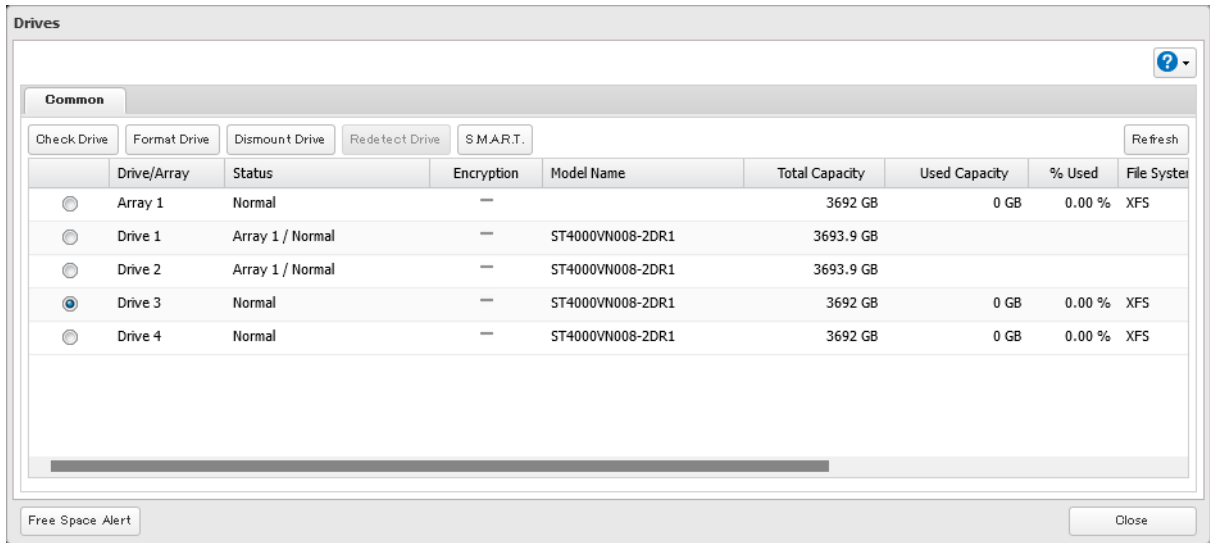 Drives
?
Common
Check Drive Format Drive Dismount Drive Redetect Drive S.M.A.R.T. Refresh
Drive/Array Status Encryption Model Name Total Capacity Used Capacity % Used File System
Array 1 Normal — 3692 GB 0 GB 0.00 % XFS
Drive 1 Array 1 / Normal — ST4000VN008-2DR1 3693.9 GB
Drive 2 Array 1 / Normal — ST4000VN008-2DR1 3693.9 GB
Drive 3 Normal — ST4000VN008-2DR1 3692 GB 0 GB 0.00 % XFS
Drive 4 Normal — ST4000VN008-2DR1 3692 GB 0 GB 0.00 % XFS
Free Space Alert Close